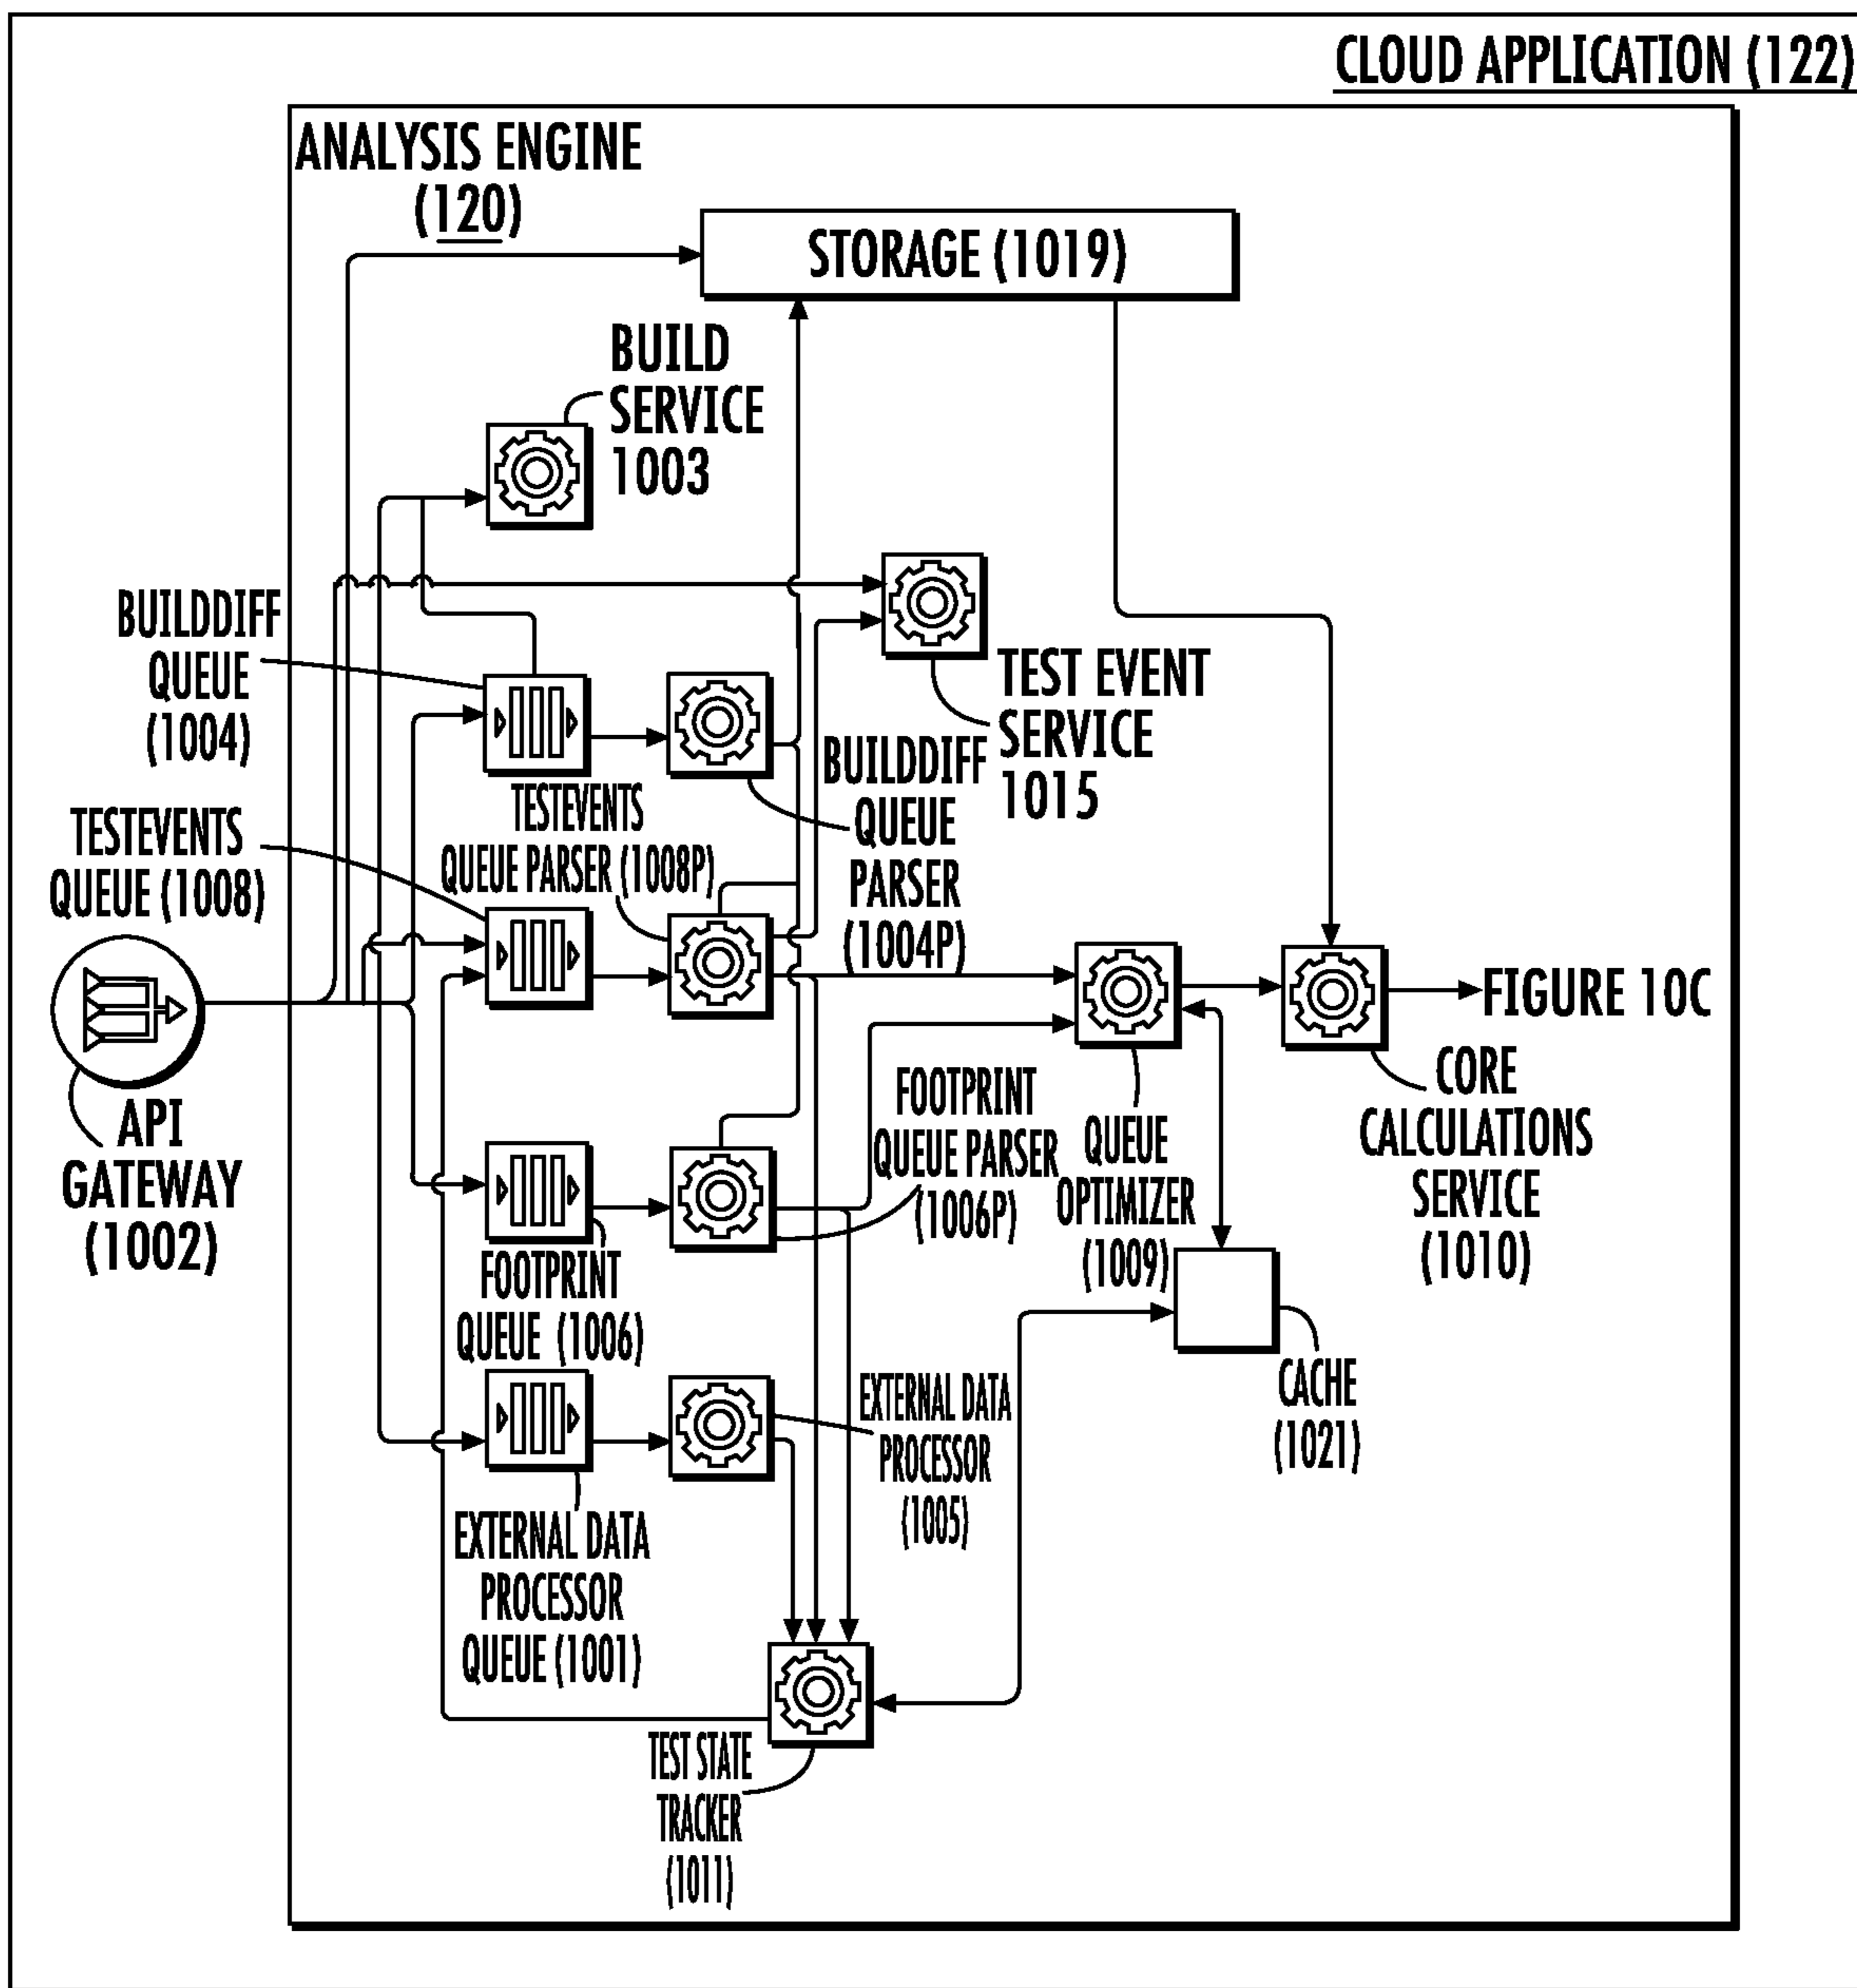 CLOUD APPLICATION (122)
ANALYSIS ENGINE
(120)
STORAGE (1019)
BUILD
SERVICE
1003
BUILDDIFF
QUEUE
(1004)
TEST EVENT
SERVICE
1015
BUILDDIFF
QUEUE
PARSER
(1004P)
TESTEVENTS
QUEUE PARSER (1008P)
TESTEVENTS
QUEUE (1008)
API
GATEWAY
(1002)
FIGURE 10C
CORE
CALCULATIONS
SERVICE
(1010)
FOOTPRINT
QUEUE PARSER
(1006P)
QUEUE
OPTIMIZER
(1009)
FOOTPRINT
QUEUE (1006)
CACHE
(1021)
EXTERNAL DATA
PROCESSOR
(1005)
EXTERNAL DATA
PROCESSOR
QUEUE (1001)
TEST STATE
TRACKER
(1011)